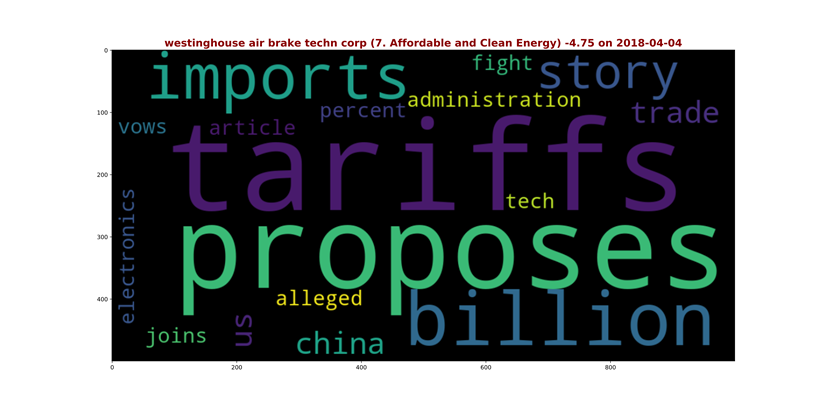 westinghouse air brake techn corp (7. Affordable and Clean Energy) -4.75 on 2018-04-04
0
100
200
300
400
0 200 400 600 800
imports
fight
story
administration
percent
trade
vows
article
tariffs
tech
electronics
proposes
alleged
billion
joins
us
china